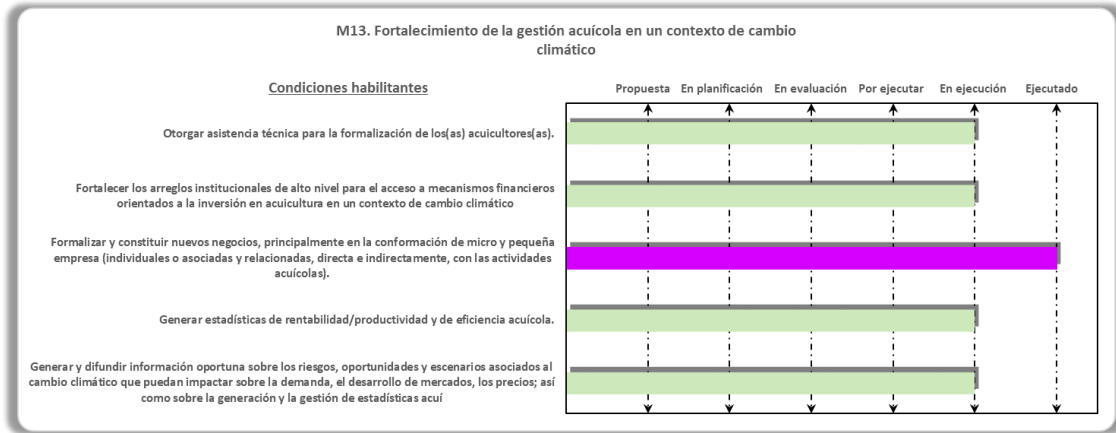 M13. Fortalecimiento de la gestión acuícola en un contexto de cambio
climático
Condiciones habilitantes
Propuesta En planificación En evaluación Por ejecutar En ejecución Ejecutado
Otorgar asistencia técnica para la formalización de los(as) acuicultores(as).
Fortalecer los arreglos institucionales de alto nivel para el acceso a mecanismos financieros
orientados a la inversión en acuicultura en un contexto de cambio climático
Formalizar y constituir nuevos negocios, principalmente en la conformación de micro y pequeña
empresa (individuales o asociadas y relacionadas, directa e indirectamente, con las actividades
acuícolas).
Generar estadísticas de rentabilidad/productividad y de eficiencia acuícola.
Generar y difundir información oportuna sobre los riesgos, oportunidades y escenarios asociados al
cambio climático que puedan impactar sobre la demanda, el desarrollo de mercados, los precios; así
como sobre la generación y la gestión de estadísticas acuí